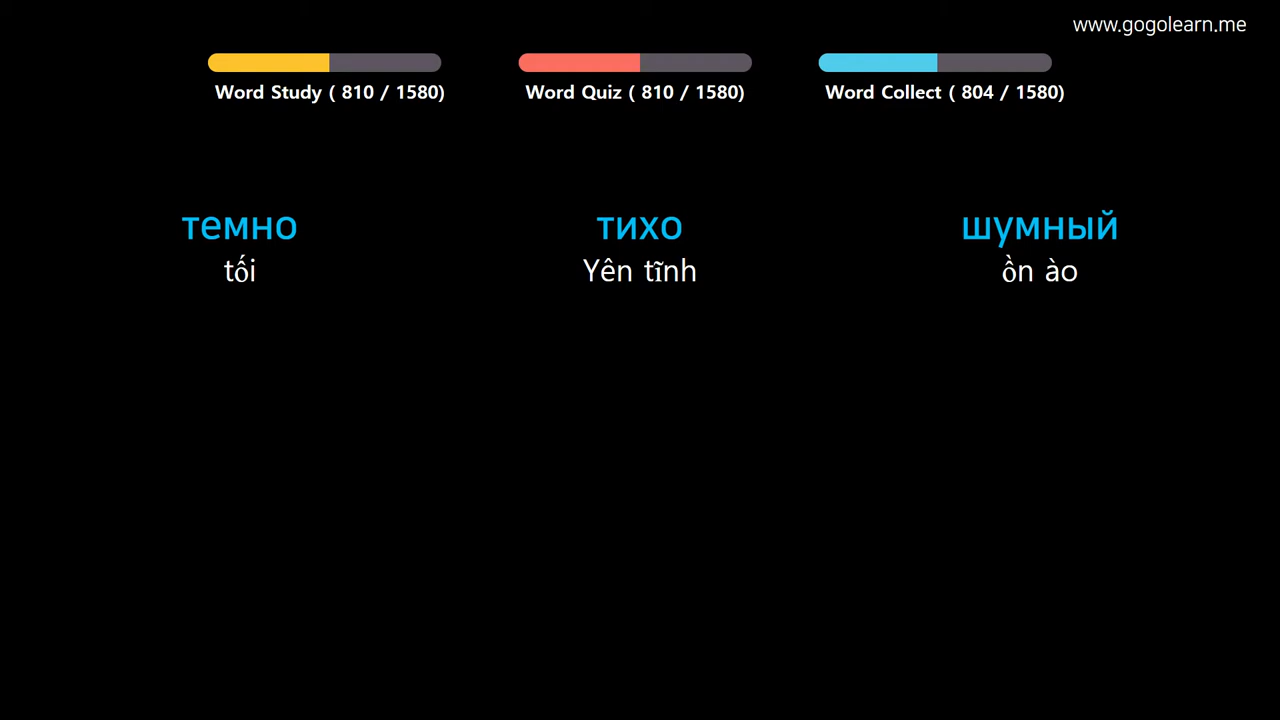 www.gogolearn.me
Word Study ( 810 / 1580)
Word Quiz ( 810 / 1580)
Word Collect ( 804 / 1580)
темно
тихо
шумный
tối
Yên tĩnh
ồn ào